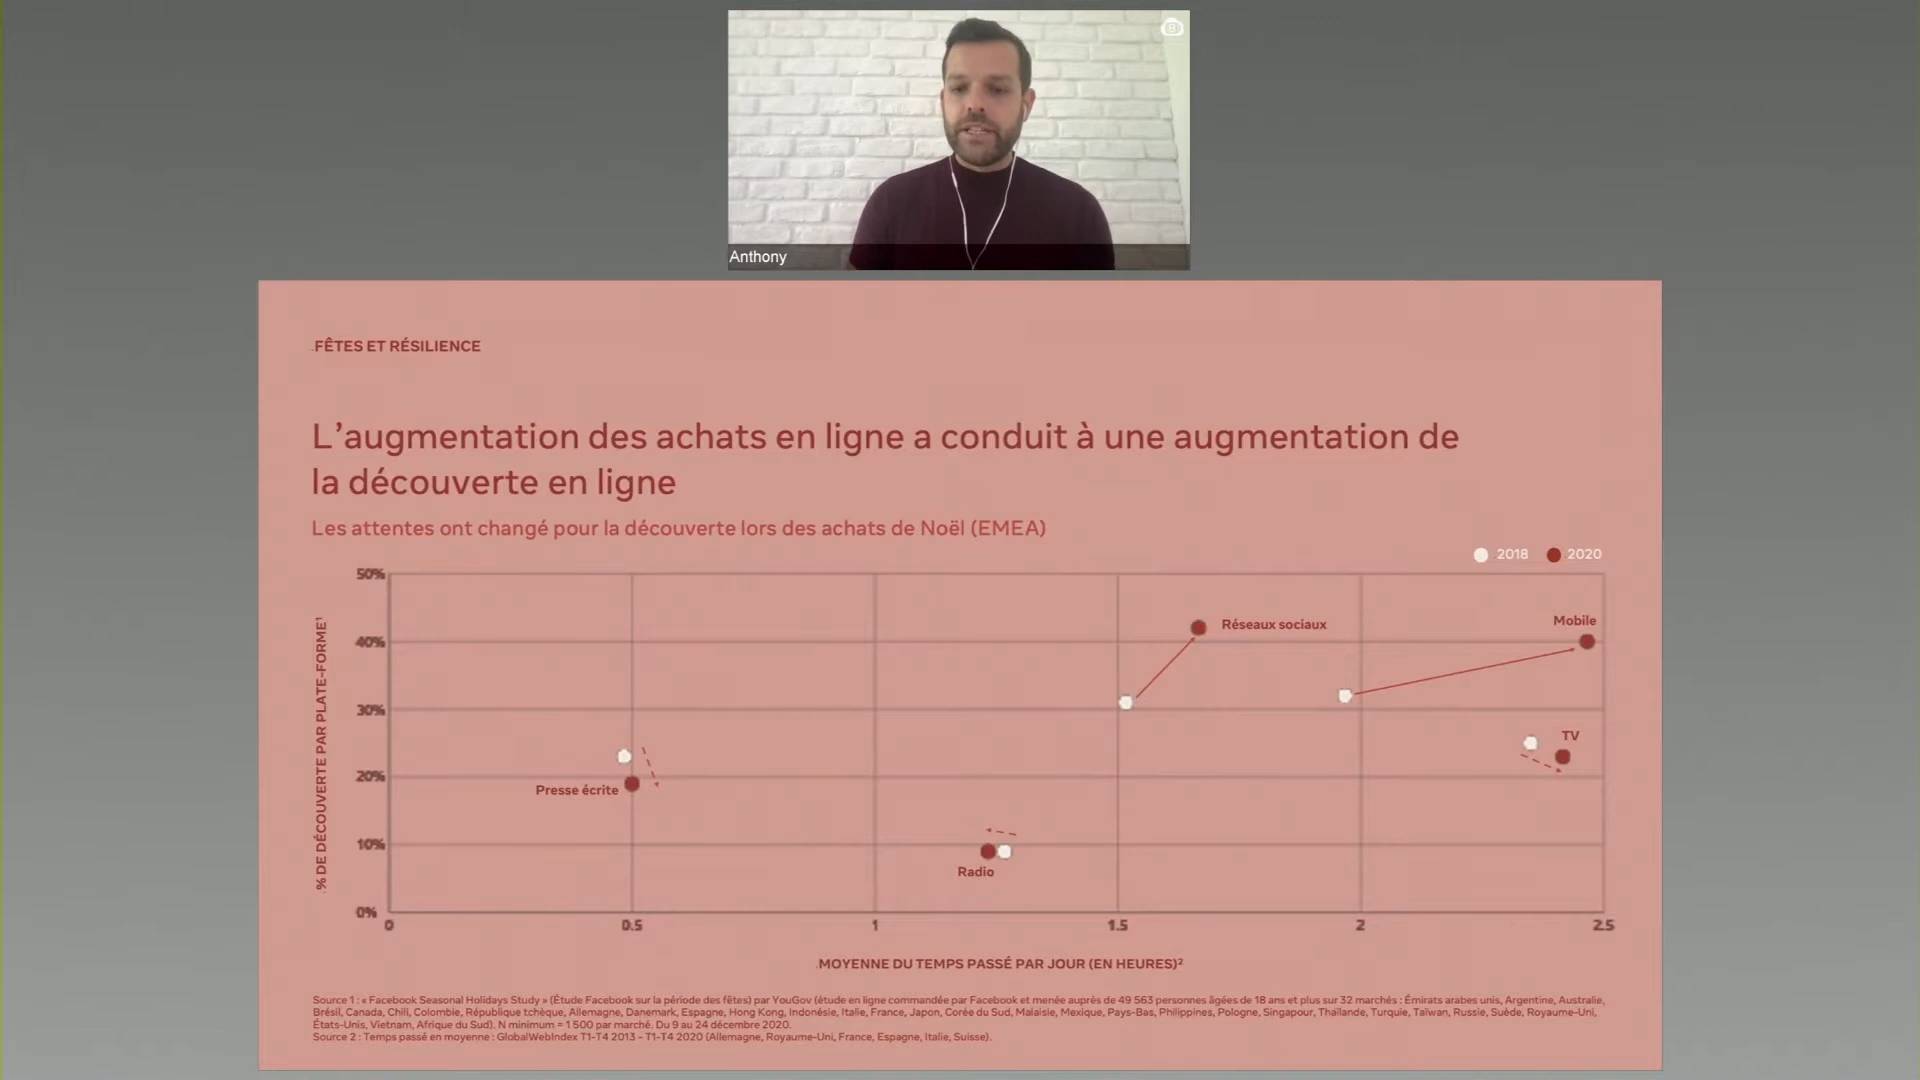 Anthony
FÊTES ET RÉSILIENCE
L’augmentation des achats en ligne a conduit à une augmentation de
la découverte en ligne
Les attentes ont changé pour la découverte lors des achats de Noël (EMEA)
2018 2020
50%
40%
30%
20%
10%
0%
% DE DÉCOUVERTE PAR PLATE-FORME¹
Réseaux sociaux
Mobile
TV
Presse écrite
Radio
0 0.5 1 1.5 2 2.5
MOYENNE DU TEMPS PASSÉ PAR JOUR (EN HEURES)²
Source 1 : « Facebook Seasonal Holidays Study » (Étude Facebook sur la période des fêtes) par YouGov (étude en ligne commandée par Facebook et menée auprès de 49 563 personnes âgées de 18 ans et plus sur 32 marchés : Émirats arabes unis, Argentine, Australie,
Brésil, Canada, Chili, Colombie, République tchèque, Allemagne, Danemark, Espagne, Hong Kong, Indonésie, Italie, France, Japon, Corée du Sud, Malaisie, Mexique, Pays-Bas, Philippines, Pologne, Singapour, Thaïlande, Turquie, Taïwan, Russie, Suède, Royaume-Uni,
États-Unis, Vietnam, Afrique du Sud). N minimum = 1 500 par marché. Du 9 au 24 décembre 2020.
Source 2 : Temps passé en moyenne : GlobalWebIndex T1-T4 2013 - T1-T4 2020 (Allemagne, Royaume-Uni, France, Espagne, Italie, Suisse).